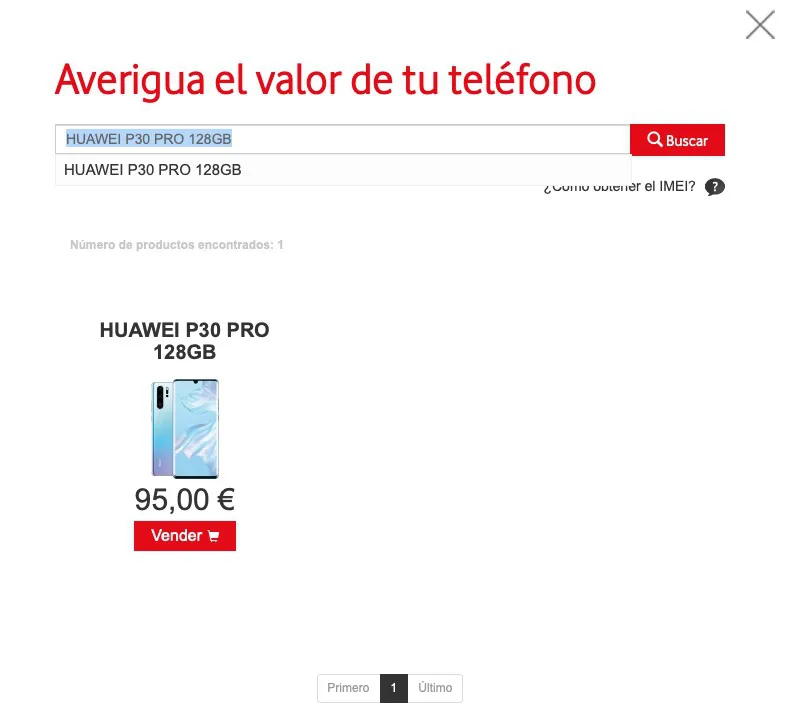 Averigua el valor de tu teléfono
HUAWEI P30 PRO 128GB
Buscar
HUAWEI P30 PRO 128GB
¿Cómo obtener el IMEI? ?
Número de productos encontrados: 1
HUAWEI P30 PRO
128GB
95,00 €
Vender
Primero 1 Último